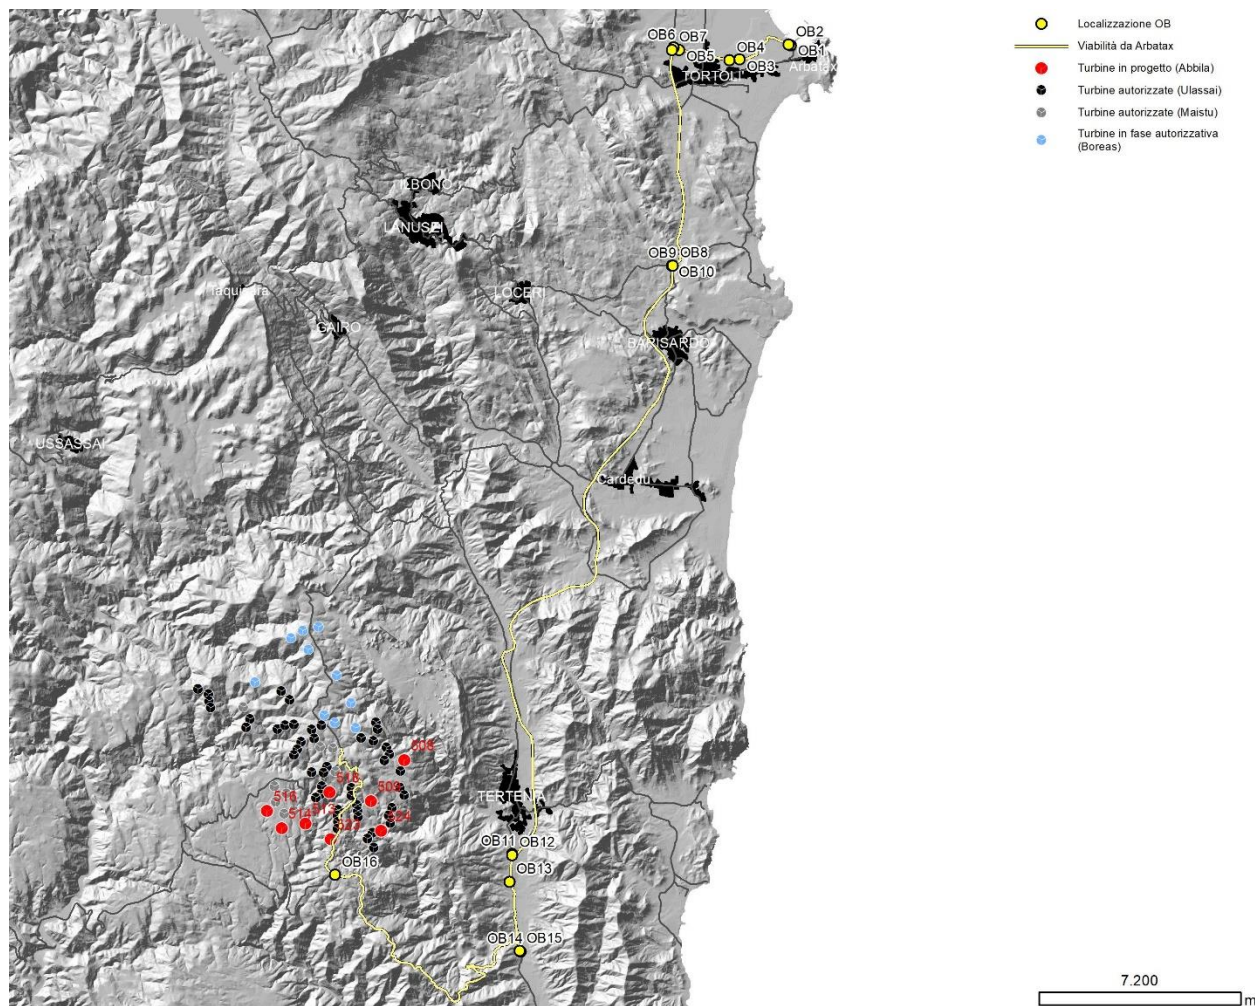 OB6
OB7
OB5
OB4
OB3
OB2
OB1
Arbatax
TORTOLI'
ILBONO
LANUSEI
OB9
OB8
OB10
Taquisara
LOCERI
GAIRO
BARISARDO
USSASSAI
Cardedu
508
518
509
516
513
514
TERTENIA
OB11
OB12
OB13
OB16
OB14
OB15
Localizzazione OB
Viabilità da Arbatax
Turbine in progetto (Abbila)
Turbine autorizzate (Ulassai)
Turbine autorizzate (Maistu)
Turbine in fase autorizzativa
(Boreas)
7.200
m